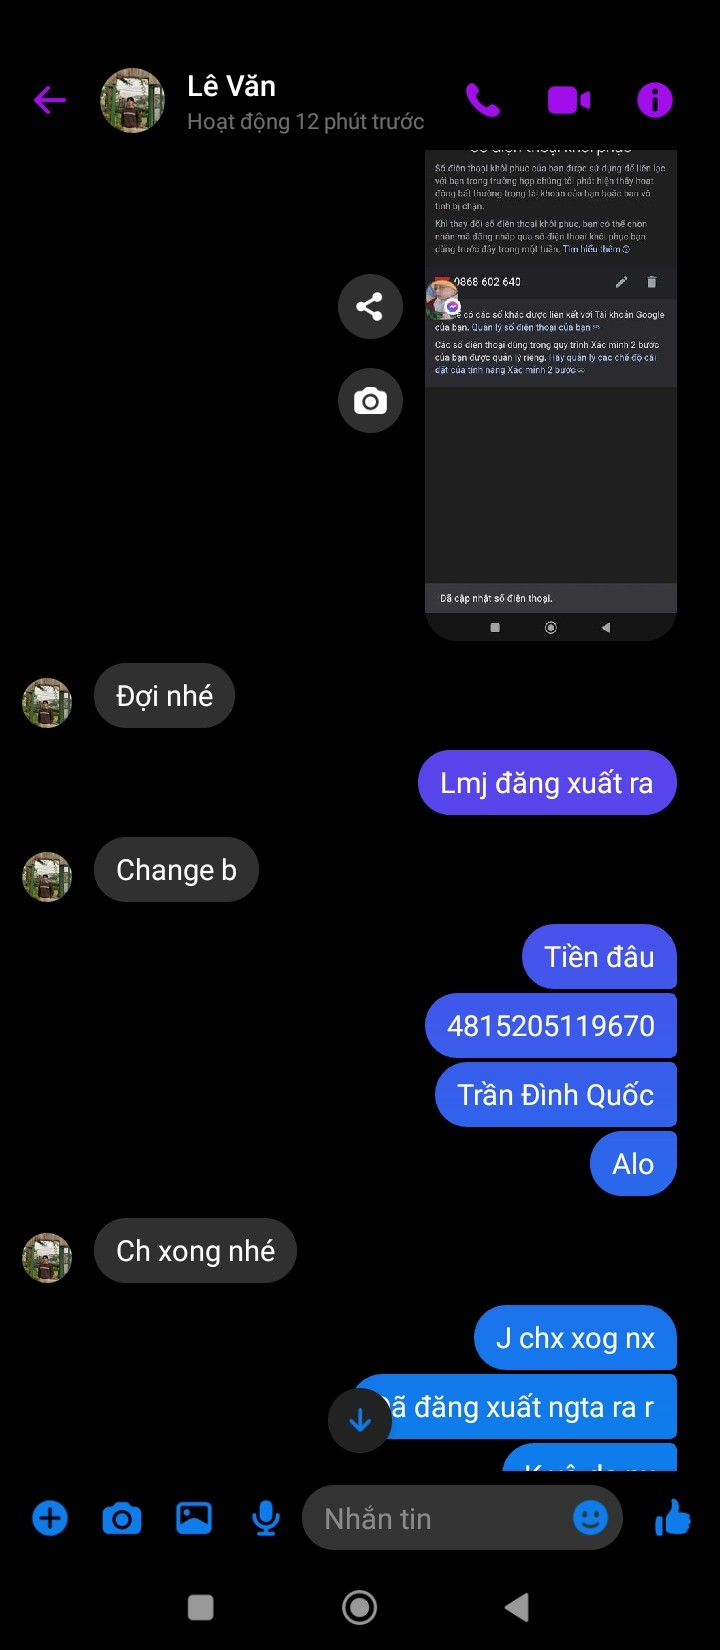 Lê Văn
Hoạt động 12 phút trước
Số điện thoại khôi phục
Số điện thoại khôi phục của bạn được sử dụng để liên lạc
với bạn trong trường hợp chúng tôi phát hiện thấy hoạt
động bất thường trong tài khoản của bạn hoặc bạn vô
tình bị chặn.
Khi thay đổi số điện thoại khôi phục, bạn có thể chọn
nhận mã đăng nhập qua số điện thoại khôi phục bạn
dùng trước đây trong một tuần. Tìm hiểu thêm
0868 602 640
có các số khác được liên kết với Tài khoản Google
của bạn. Quản lý số điện thoại của bạn
Các số điện thoại dùng trong quy trình Xác minh 2 bước
của bạn được quản lý riêng. Hãy quản lý các chế độ cài
đặt của tính năng Xác minh 2 bước
Đã cập nhật số điện thoại.
Đợi nhé
Lmj đăng xuất ra
Change b
Tiền đâu
4815205119670
Trần Đình Quốc
Alo
Ch xong nhé
J chx xog nx
đăng xuất ngta ra r
Nhắn tin